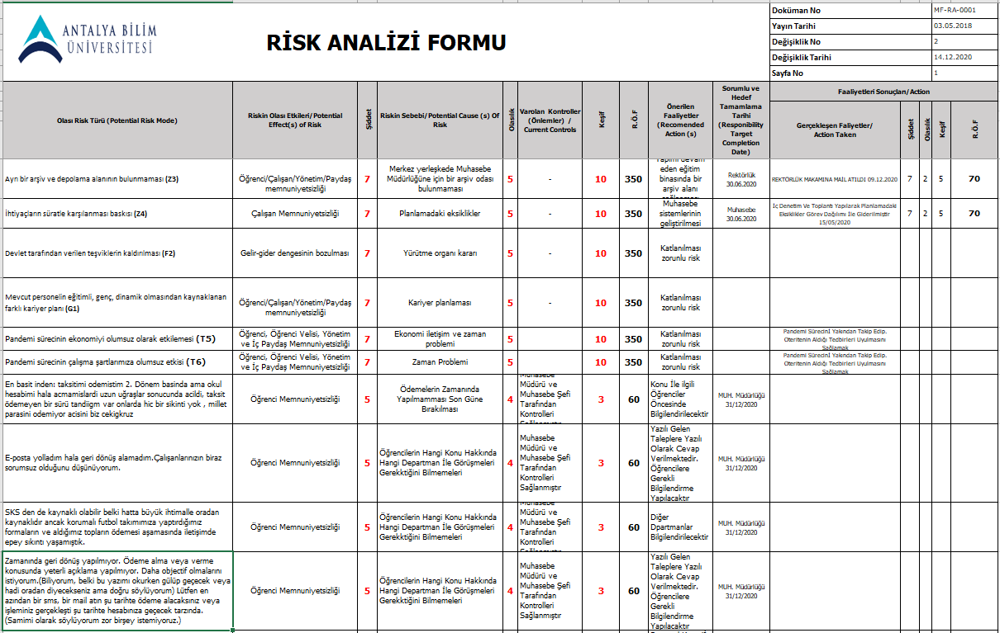 ANTALYA BİLİM
ÜNİVERSİTESİ
RİSK ANALİZİ FORMU
Doküman No
MF-RA-0001
Yayın Tarihi
03.05.2018
Değişiklik No
2
Değişiklik Tarihi
14.12.2020
Sayfa No
1
Olası Risk Türü (Potential Risk Mode)
Riskin Olası Etkileri/Potential
Effect(s) of Risk
Şiddet
Riskin Sebebi/Potential Cause (s) Of
Risk
Olasılık
Varolan Kontroller
(Önlemler) /
Current Controls
Keşif
R.Ö.F
Önerilen
Faaliyetler
(Recomended
Action (s)
Sorumlu ve
Hedef
Tamamlama
Tarihi
(Responibility
Target
Completion
Date)
Faaliyetleri Sonuçları/Action
Gerçekleşen Faliyetler/
Action Taken
Şiddet
Olasılık
Keşif
R.Ö.F
Ayrı bir arşiv ve depolama alanının bulunmaması (Z3)
Öğrenci/Çalışan/Yönetim/Paydaş
memnuniyetsizliği
7
Merkez yerleşkede Muhasebe
Müdürlüğüne için bir arşiv odası
bulunmaması
5
-
10
350
eden eğitim
binasında bir
arşiv alanı
Rektörlük
30.06.2020
REKTÖRLÜK MAKAMINA MAİL ATILDI 09.12.2020
7
2
5
70
İhtiyaçların süratle karşılanması baskısı (Z4)
Çalışan Memnuniyetsizliği
7
Planlamadaki eksiklikler
5
-
10
350
Muhasebe
sistemlerinin
geliştirilmesi
Muhasebe
30.06.2020
İç Denetim Ve Toplantı Yapılarak Planlamadaki
Eksiklikler Görev Dağılımı İle Giderilmiştir
15/05/2020
7
2
5
70
Devlet tarafından verilen teşviklerin kaldırılması (F2)
Gelir-gider dengesinin bozulması
7
Yürütme organı kararı
5
-
10
350
Katlanılması
zorunlu risk
Mevcut personelin eğitimli, genç, dinamik olmasından kaynaklanan
farklı kariyer planı (G1)
Öğrenci/Çalışan/Yönetim/Paydaş
memnuniyetsizliği
7
Kariyer planlaması
5
-
10
350
Katlanılması
zorunlu risk
Pandemi sürecinin ekonomiyi olumsuz olarak etkilemesi (T5)
Öğrenci, Öğrenci Velisi, Yönetim
ve İç Paydaş Memnuniyetsizliği
7
Ekonomi iletişim ve zaman
problemi
5
10
350
Katlanılması
zorunlu risk
Pandemi Sürecini Yakından Takip Edip.
Oteritenin Aldığı Tedbirleri Uyulmasını
Sağlamak
Pandemi sürecinin çalışma şartlarımıza olumsuz etkisi (T6)
Öğrenci, Öğrenci Velisi, Yönetim
ve İç Paydaş Memnuniyetsizliği
7
Zaman Problemi
5
10
350
Katlanılması
zorunlu risk
Pandemi Sürecini Yakından Takip Edip.
Oteritenin Aldığı Tedbirleri Uyulmasını
Sağlamak
En basit inden: taksitimi odemistim 2. Dönem basinda ama okul
hesabimi hala acmamislardi uzun uğraşlar sonucunda acildi, taksit
ödemeyen bir sürü tandiigm var onlarda hic bir sikinti yok , millet
parasini odemiyor acisini biz cekigkruz
Öğrenci Memnuniyetsizliği
5
Ödemelerin Zamanında
Yapılmamması Son Güne
Bırakılması
4
Muhasebe
Müdürü ve
Muhasebe Şefi
Tarafından
Kontrolleri
Sağlanmıştır
3
60
Konu İle ilgili
Öğrenciler
Öncesinde
Bilgilendirilecektir
MUH. Müdürlüğü
31/12/2020
E-posta yolladım hala geri dönüş alamadım.Çalışanlarınızın biraz
sorumsuz olduğunu düşünüyorum.
Öğrenci Memnuniyetsizliği
5
Öğrencilerin Hangi Konu Hakkında
Hangi Departman İle Görüşmeleri
Gerekktiğini Bilmemeleri
4
Muhasebe
Müdürü ve
Muhasebe Şefi
Tarafından
Kontrolleri
Sağlanmıştır
3
60
Yazılı Gelen
Taleplere Yazılı
Olarak Cevap
Verilmektedir.
Öğrencilere
Gerekli
Bilgilendirme
Yapılacaktır
MUH. Müdürlüğü
31/12/2020
SKS den de kaynaklı olabilir belki hatta büyük ihtimalle oradan
kaynaklıdır ancak korumalı futbol takımımıza yaptırdığımız
formaların ve aldığımız topların ödemesi aşamasında iletişimde
epey sıkıntı yaşamıştık.
Öğrenci Memnuniyetsizliği
5
Öğrencilerin Hangi Konu Hakkında
Hangi Departman İle Görüşmeleri
Gerekktiğini Bilmemeleri
4
Muhasebe
Müdürü ve
Muhasebe Şefi
Tarafından
Kontrolleri
Sağlanmıştır
3
60
Diğer
Dpartmanlar
Bilgilendirilecektir
MUH. Müdürlüğü
31/12/2020
Zamanında geri dönüş yapılmıyor. Ödeme alma veya verme
konusunda yeterli açıklama yapılmıyor. Daha objectif olmalarını
istiyorum.(Biliyorum, belki bu yazımı okurken gülüp geçecek veya
hadi oradan diyecekseniz ama doğru söylüyorum) Lütfen en
azından bir sms, bir mail atın şu tarihte ödeme alacaksınız veya
işleminiz gerçekleşti şu tarihte hesabınıza geçecek tarzında.
(Samimi olarak söylüyorum zor birşey istemiyoruz.)
Öğrenci Memnuniyetsizliği
5
Öğrencilerin Hangi Konu Hakkında
Hangi Departman İle Görüşmeleri
Gerekktiğini Bilmemeleri
4
Muhasebe
Müdürü ve
Muhasebe Şefi
Tarafından
Kontrolleri
Sağlanmıştır
3
60
Yazılı Gelen
Taleplere Yazılı
Olarak Cevap
Verilmektedir.
Öğrencilere
Gerekli
Bilgilendirme
Yapılacaktır
MUH. Müdürlüğü
31/12/2020